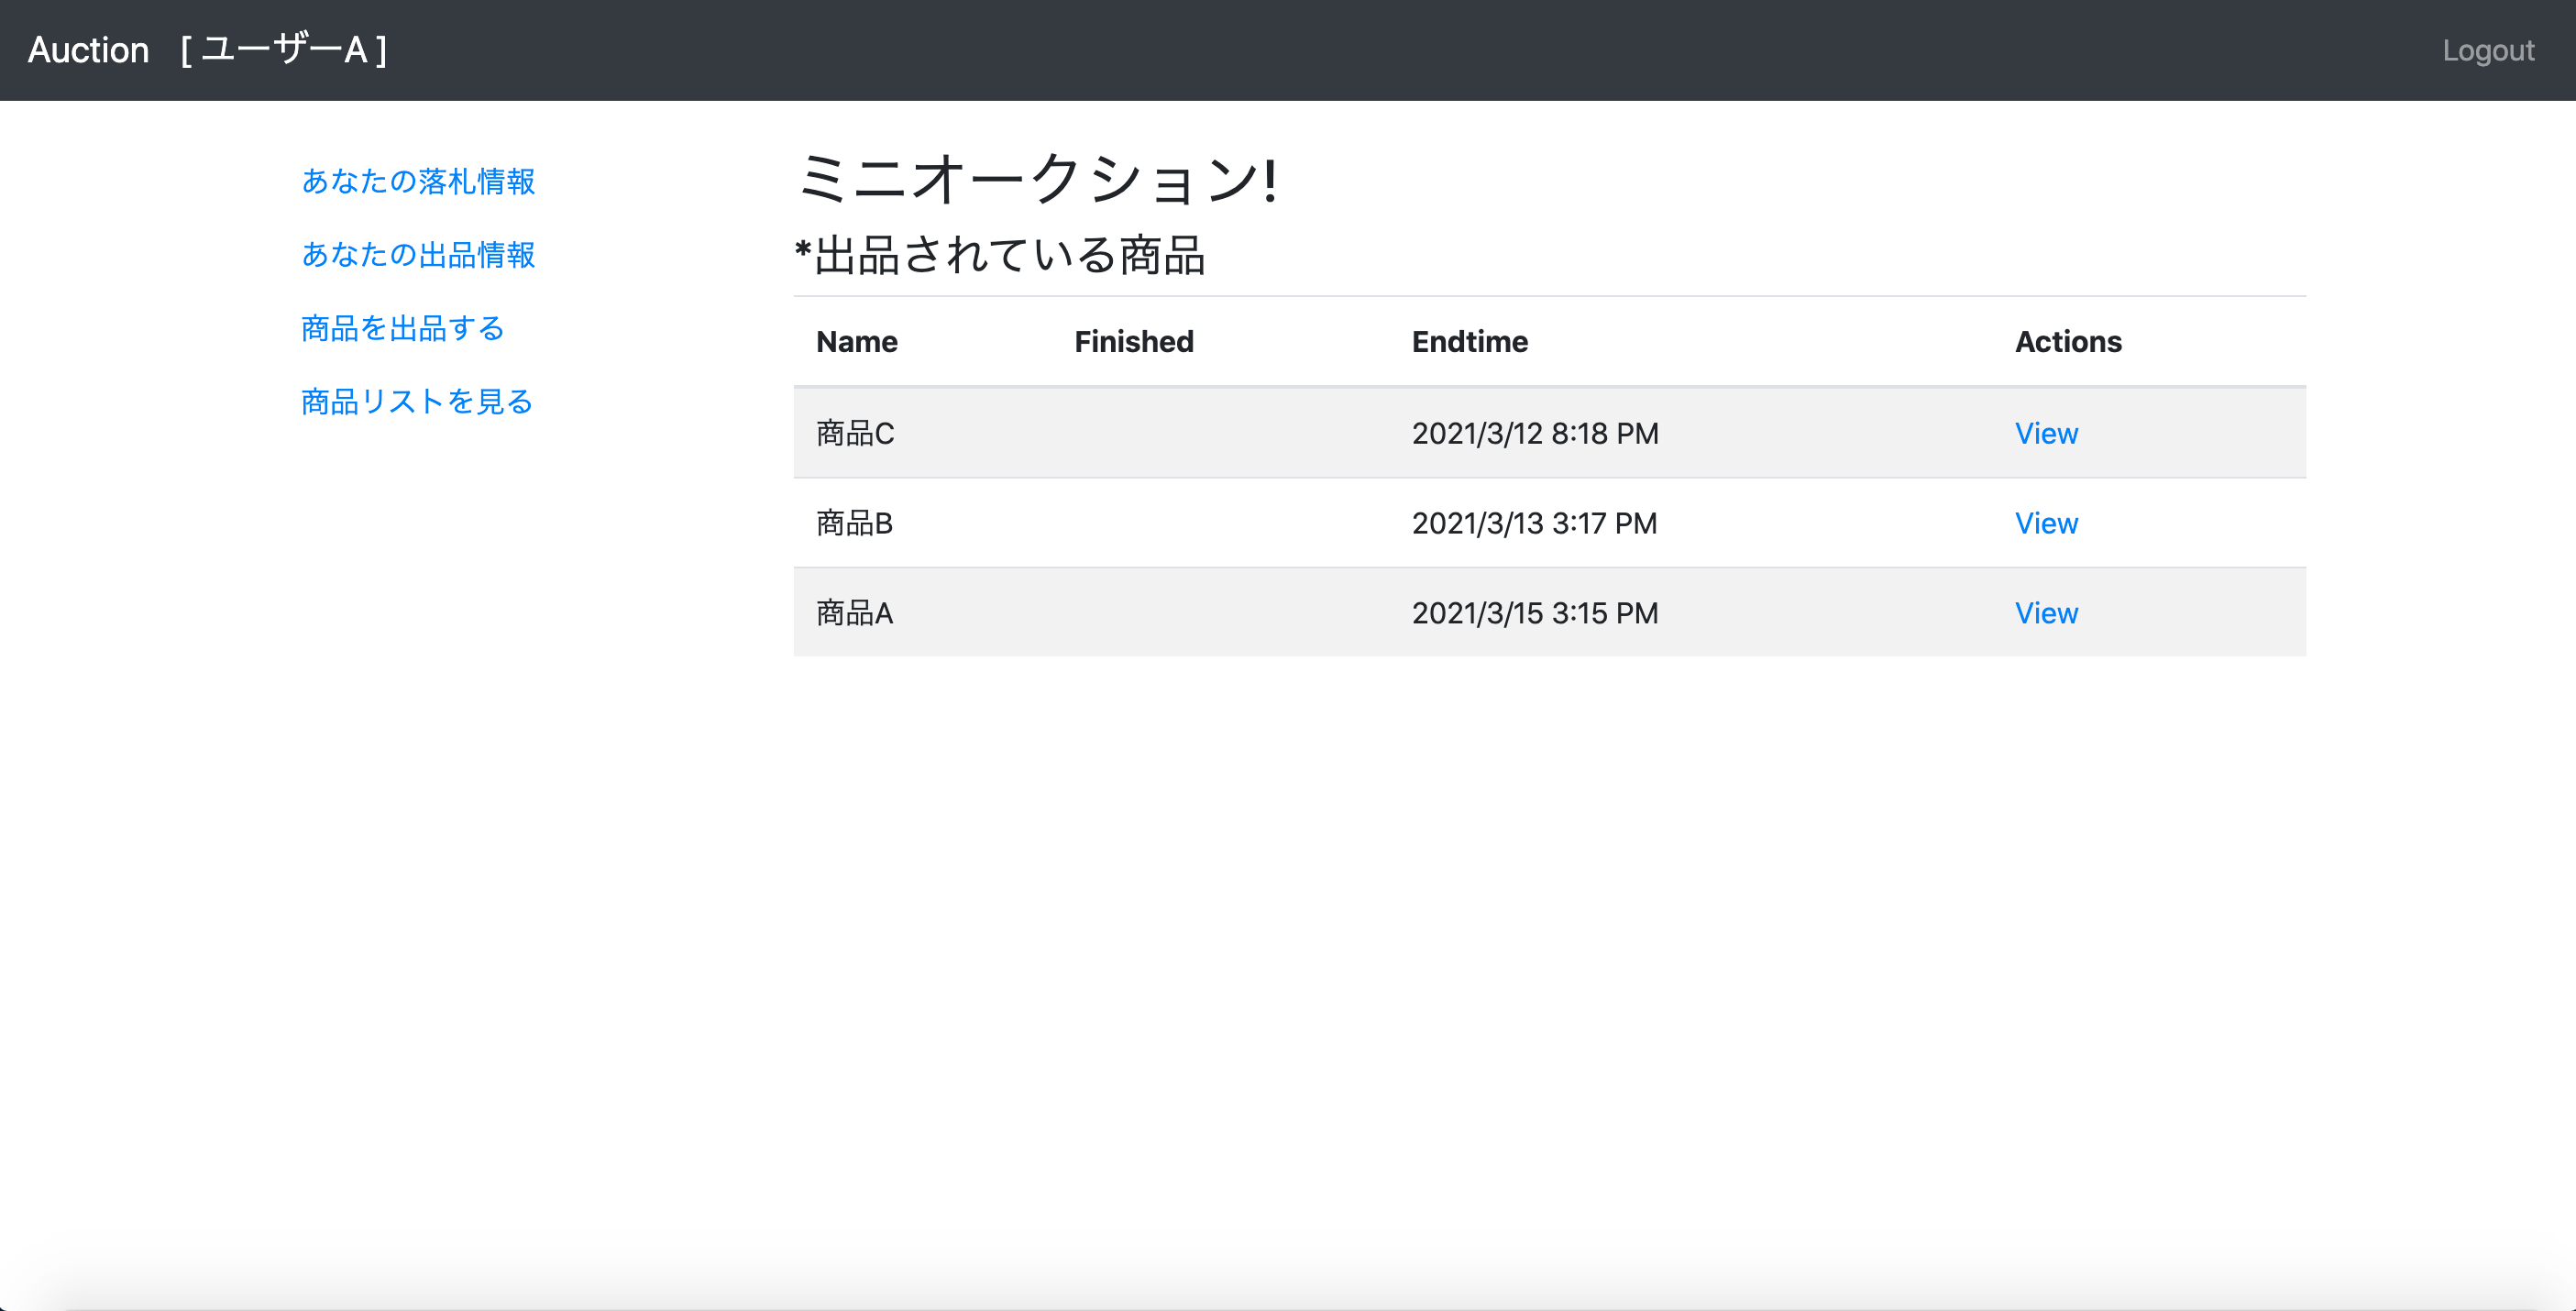 Auction [ ユーザーA ] Logout
あなたの落札情報
あなたの出品情報
商品を出品する
商品リストを見る
ミニオークション!
*出品されている商品
Name Finished Endtime Actions
商品C 2021/3/12 8:18 PM View
商品B 2021/3/13 3:17 PM View
商品A 2021/3/15 3:15 PM View